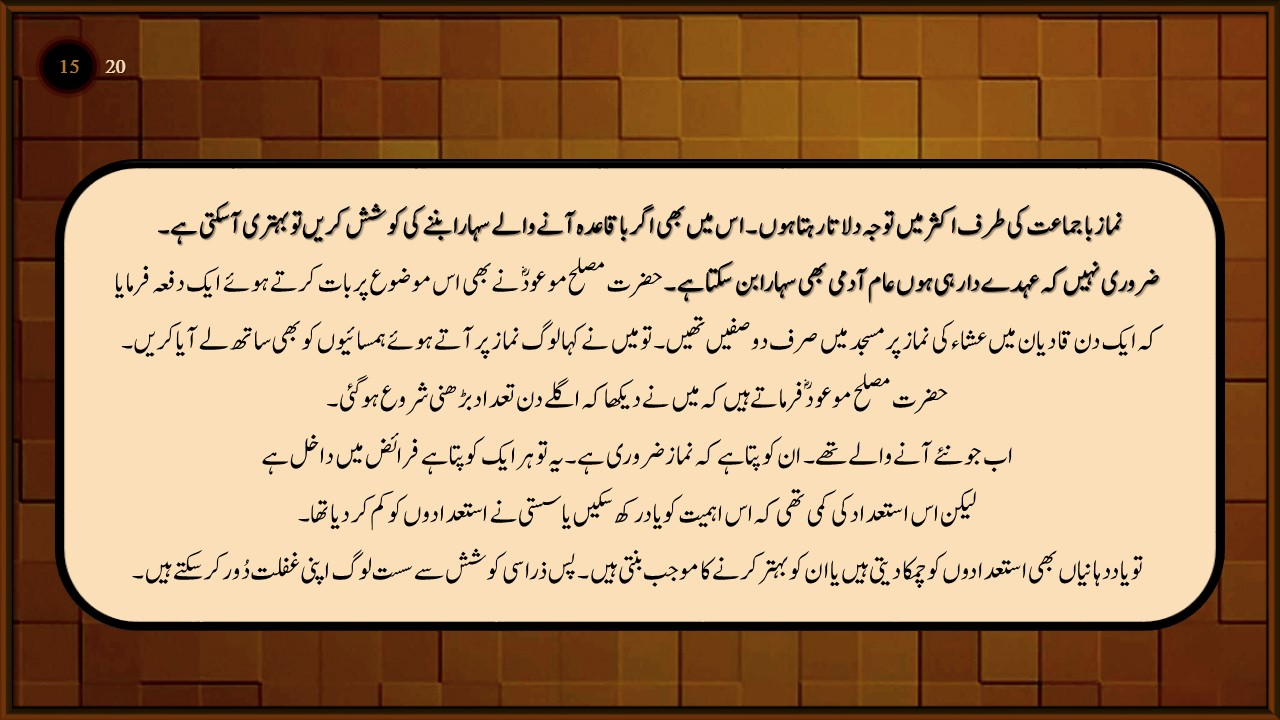 15 20
نماز باجماعت کی طرف اکثر میں توجہ دلاتا رہتا ہوں۔ اس میں بھی اگر باقاعدہ آنے والے سہارا بننے کی کوشش کریں تو بہتری آ سکتی ہے۔
ضروری نہیں کہ عہدے دار ہی ہوں عام آدمی بھی سہارا بن سکتا ہے۔ حضرت مصلح موعودؓ نے بھی اس موضوع پر بات کرتے ہوئے ایک دفعہ فرمایا
کہ ایک دن قادیان میں عشاء کی نماز پر مسجد میں صرف دو صفیں تھیں۔ تو میں نے کہا لوگ نماز پر آتے ہوئے ہمسائیوں کو بھی ساتھ لے آیا کریں۔
حضرت مصلح موعودؓ فرماتے ہیں کہ میں نے دیکھا کہ اگلے دن تعداد بڑھنی شروع ہو گئی۔
اب جو نئے آنے والے تھے۔ ان کو پتا ہے کہ نماز ضروری ہے۔ یہ تو ہر ایک کو پتا ہے فرائض میں داخل ہے
لیکن اس استعداد کی کمی تھی کہ اس اہمیت کو یاد رکھ سکیں یا سستی نے استعدادوں کو کم کر دیا تھا۔
تو یاددہانیاں بھی استعدادوں کو چمکا دیتی ہیں یا ان کو بہتر کرنے کا موجب بنتی ہیں۔ پس ذرا سی کوشش سے سست لوگ اپنی غفلت دُور کر سکتے ہیں۔